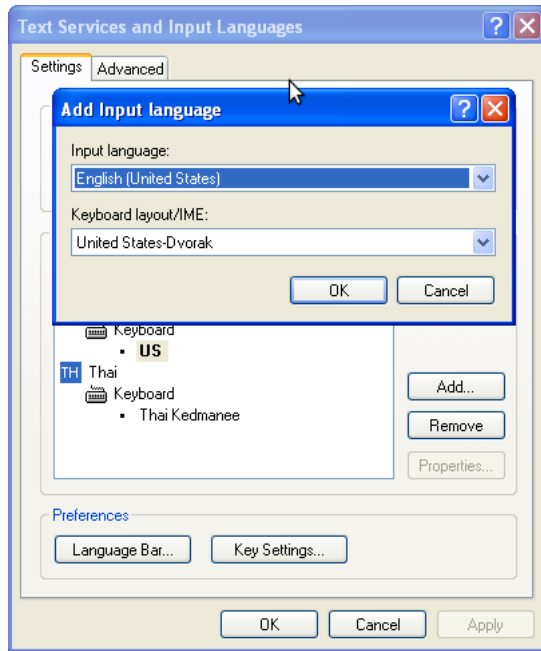 Text Services and Input Languages
Settings
Advanced
Add Input language
Input language:
English (United States)
Keyboard layout/IME:
United States-Dvorak
OK
Cancel
Keyboard
US
TH Thai
Keyboard
Thai Kedmanee
Add...
Remove
Properties...
Preferences
Language Bar...
Key Settings...
OK
Cancel
Apply